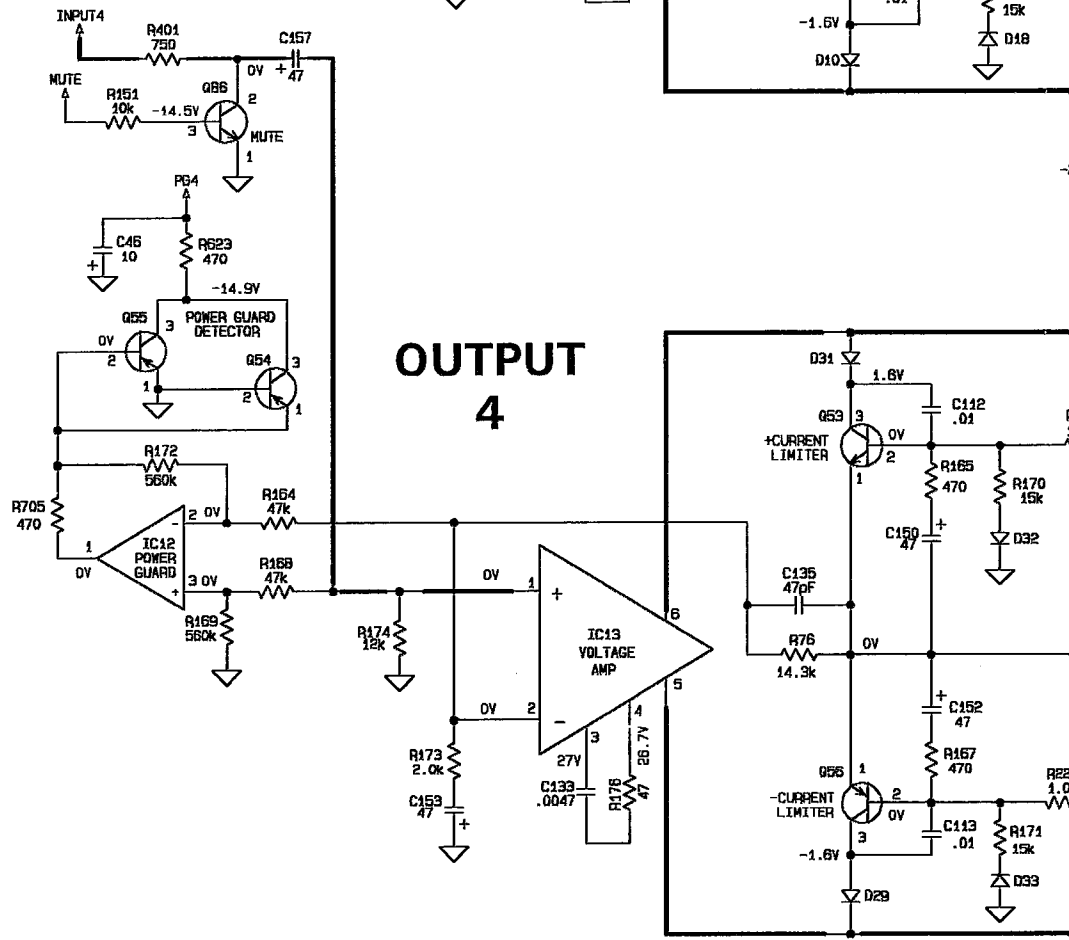 INPUT4
R401
750
C157
+
47
0V
MUTE
R151
10k
-14.5V
3
Q86
2
MUTE
1
PG4
C46
10
+
R623
470
-14.9V
Q55
3
POWER GUARD
DETECTOR
0V
2
1
Q54
3
2
1
R172
560k
R705
470
R164
47k
2 0V
-
IC12
POWER
GUARD
1
0V
3 0V
+
R168
47k
R169
560k
R174
12k
OUTPUT
4
0V
1
+
IC13
VOLTAGE
AMP
6
5
0V
2
-
4
3
27V
26.7V
R173
2.0k
C153
47
+
C133
.0047
R176
47
-1.6V
D10
15k
D18
D31
1.6V
Q53
3
+CURRENT
LIMITER
0V
2
1
C112
.01
R165
470
R170
15k
C150
47
+
D32
C135
47pF
R76
14.3k
0V
+
C152
47
R167
470
Q56
1
-CURRENT
LIMITER
2
0V
3
-1.6V
C113
.01
R171
15k
R22
1.0
D29
D33